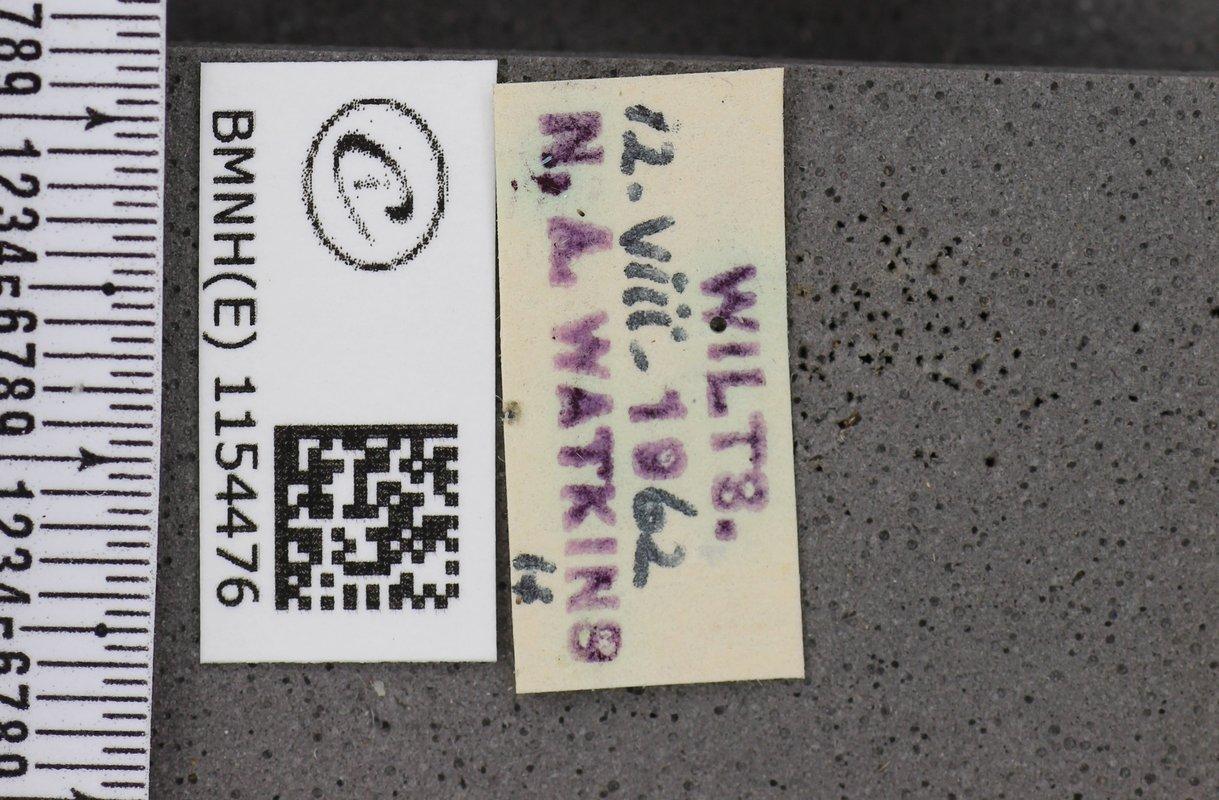 BMNH(E) 1154476
WILTS.
12.viii.1962
N. A. WATKINS